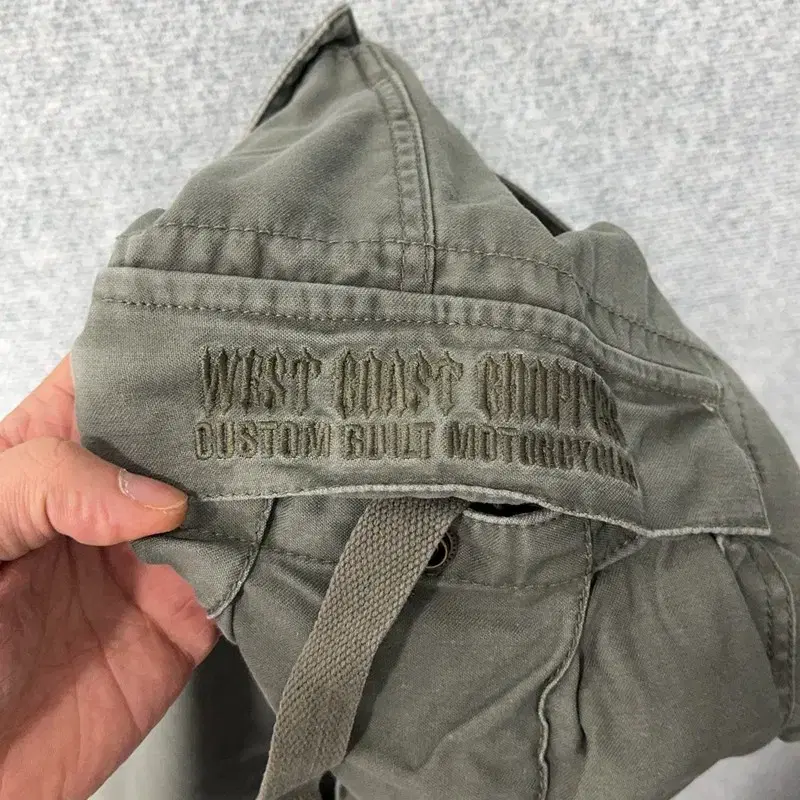 WEST COAST CHOPPERS
CUSTOM BUILT MOTORCYCLES